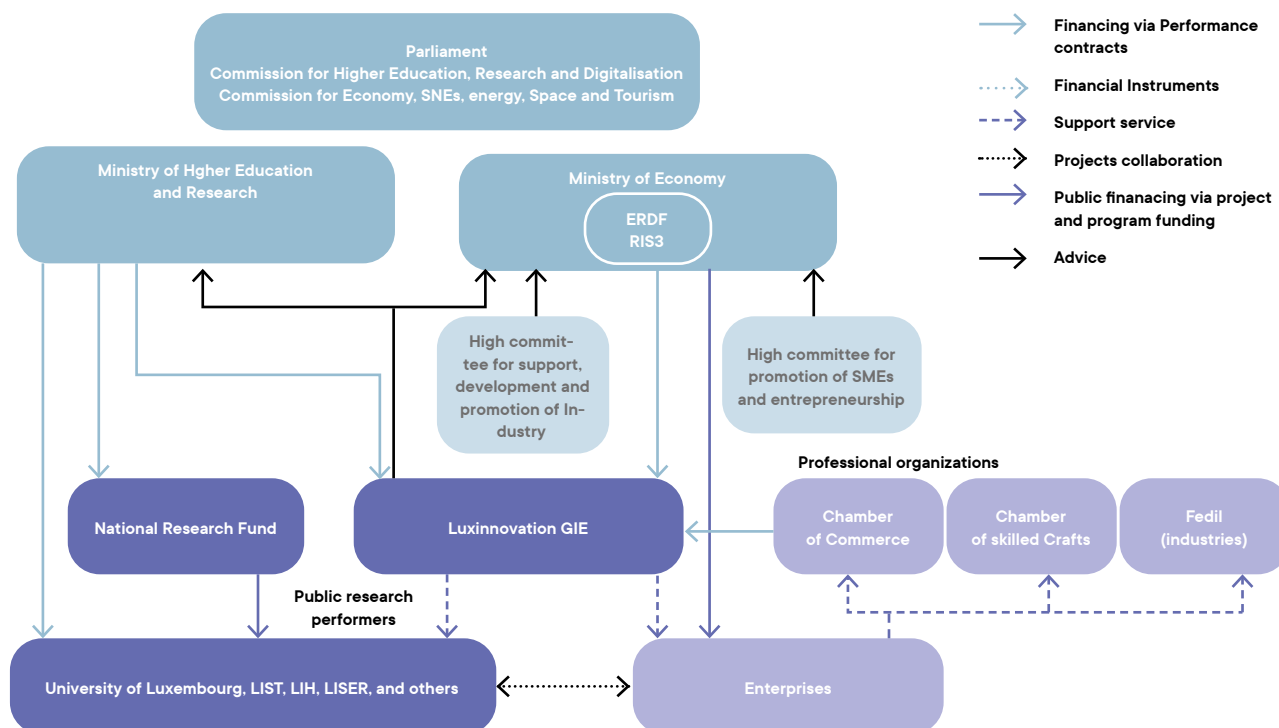 Parliament
Commission for Higher Education, Research and Digitalisation
Commission for Economy, SNEs, energy, Space and Tourism
Financing via Performance
contracts
Financial Instruments
Support service
Projects collaboration
Public finanacing via project
and program funding
Advice
Ministry of Hgher Education
and Research
Ministry of Economy
ERDF
RIS3
High commit-
tee for support,
development and
promotion of In-
dustry
High committee for
promotion of SMEs
and entrepreneurship
Professional organizations
National Research Fund
Luxinnovation GIE
Chamber
of Commerce
Chamber
of skilled Crafts
Fedil
(industries)
Public research
performers
University of Luxembourg, LIST, LIH, LISER, and others
Enterprises